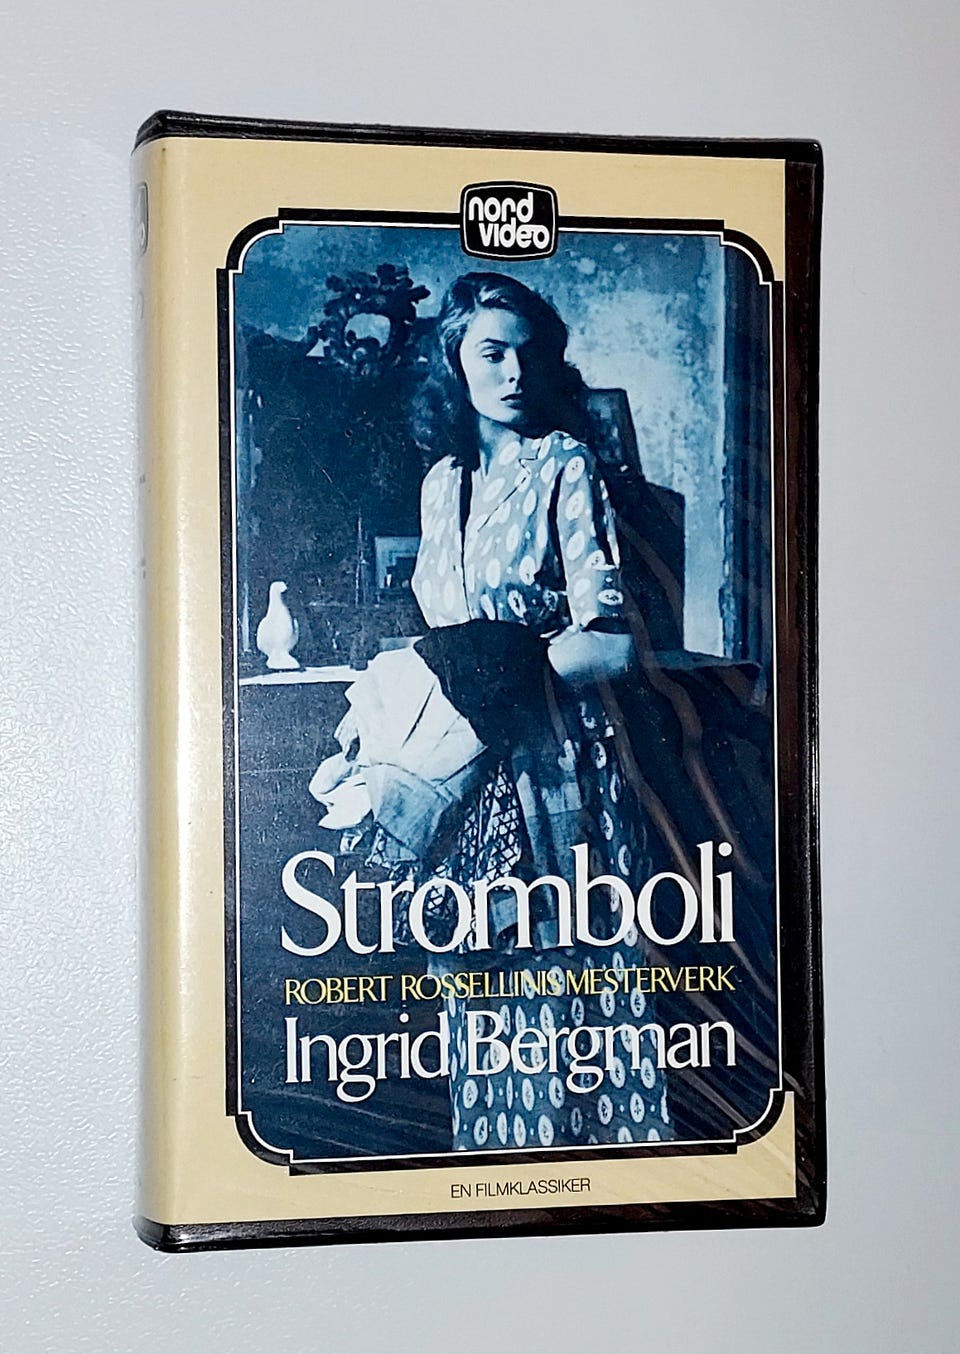 nord
video
Stromboli
ROBERT ROSSELLINIS MESTERVERK
Ingrid Bergman
EN FILMKLASSIKER